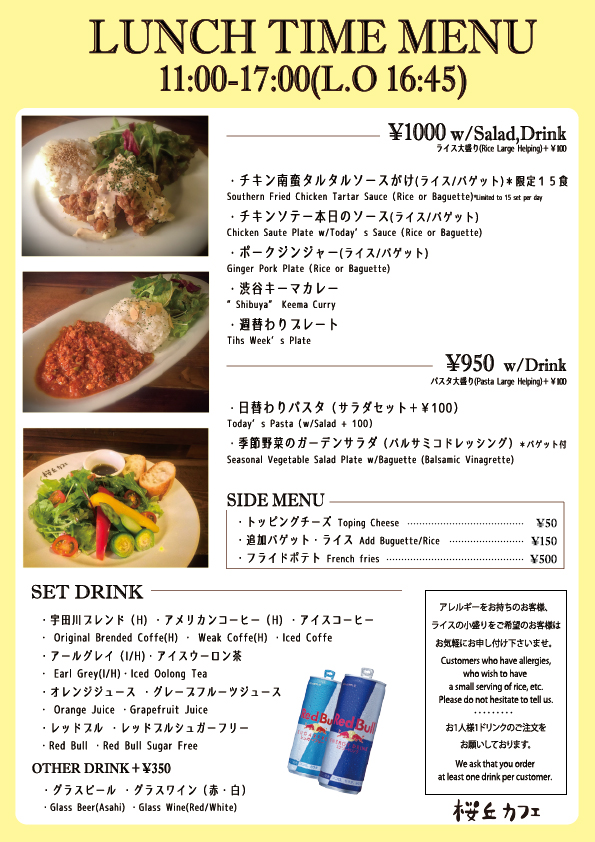 LUNCH TIME MENU
11:00-17:00(L.O 16:45)
¥1000 w/Salad,Drink
ライス大盛り(Rice Large Helping)+ ¥100
・チキン南蛮タルタルソースがけ(ライス/バゲット)＊限定１５食
Southern Fried Chicken Tartar Sauce (Rice or Baguette)*Limited to 15 set per day
・チキンソテー本日のソース(ライス/バゲット)
Chicken Saute Plate w/Today’s Sauce (Rice or Baguette)
・ポークジンジャー(ライス/バゲット)
Ginger Pork Plate (Rice or Baguette)
・渋谷キーマカレー
“Shibuya” Keema Curry
・週替わりプレート
Tihs Week’s Plate
¥950 w/Drink
パスタ大盛り(Pasta Large Helping)+ ¥100
・日替わりパスタ（サラダセット＋￥100）
Today’s Pasta (w/Salad + 100)
・季節野菜のガーデンサラダ（バルサミコドレッシング）＊バゲット付
Seasonal Vegetable Salad Plate w/Baguette (Balsamic Vinagrette)
SIDE MENU
・トッピングチーズ Toping Cheese ¥50
・追加バゲット・ライス Add Buguette/Rice ¥150
・フライドポテト French fries ¥500
SET DRINK
・宇田川ブレンド（H）・アメリカンコーヒー（H）・アイスコーヒー
・ Original Brended Coffe(H) ・ Weak Coffe(H) ・Iced Coffe
・アールグレイ（I/H)・アイスウーロン茶
・ Earl Grey(I/H)・Iced Oolong Tea
・オレンジジュース ・グレープフルーツジュース
・ Orange Juice ・Grapefruit Juice
・レッドブル ・レッドブルシュガーフリー
・Red Bull ・Red Bull Sugar Free
OTHER DRINK＋¥350
・グラスビール ・グラスワイン（赤・白）
・Glass Beer(Asahi) ・Glass Wine(Red/White)
Red Bull
Red Bull
アレルギーをお持ちのお客様、
ライスの小盛りをご希望のお客様は
お気軽にお申し付け下さいませ。
Customers who have allergies,
who wish to have
a small serving of rice, etc.
Please do not hesitate to tell us.
・・・・・・・・・
お1人様1ドリンクのご注文を
お願いしております。
We ask that you order
at least one drink per customer.
桜丘カフェ
桜丘カフェ